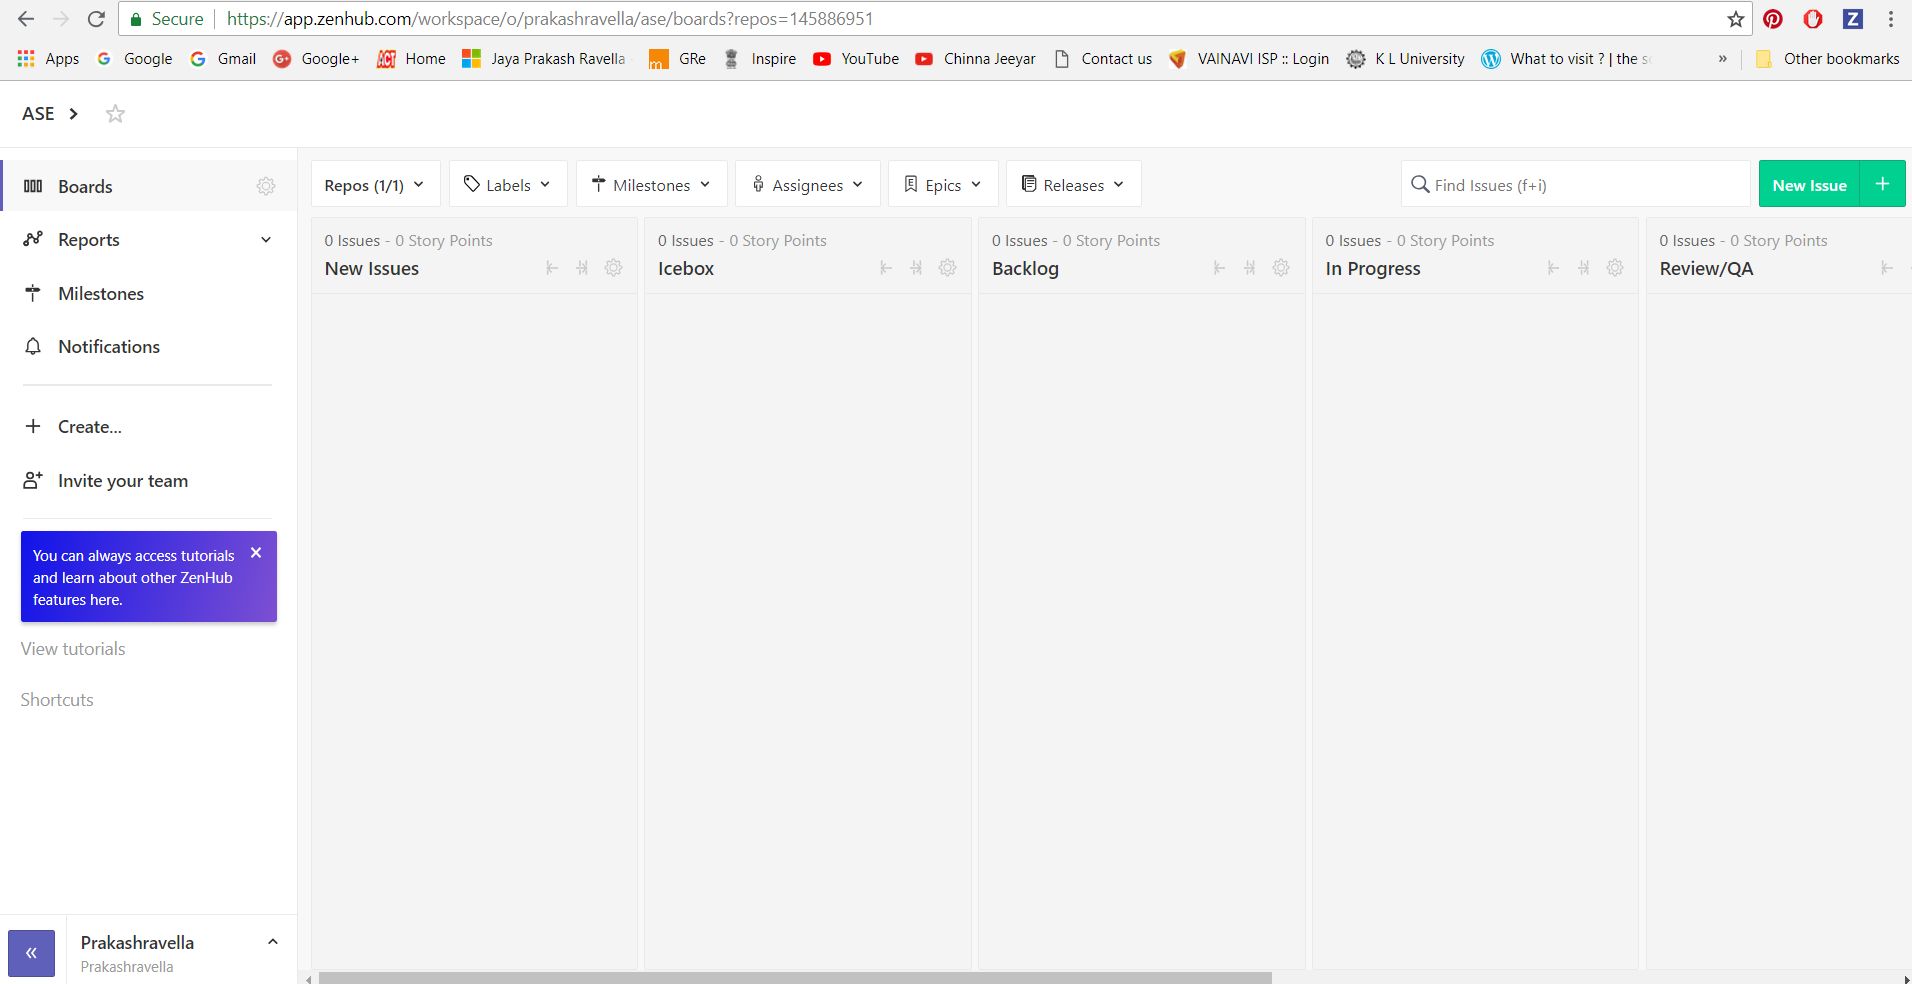 Secure https://app.zenhub.com/workspace/o/prakashravella/ase/boards?repos=145886951
Apps Google Gmail Google+ Home Jaya Prakash Ravella GRe Inspire YouTube Chinna Jeeyar Contact us VAINAVI ISP :: Login K L University What to visit ? | the » Other bookmarks
ASE
Boards
Reports
Milestones
Notifications
Create...
Invite your team
You can always access tutorials
and learn about other ZenHub
features here.
View tutorials
Shortcuts
Prakashravella
Prakashravella
Repos (1/1) Labels Milestones Assignees Epics Releases Find Issues (f+i) New Issue +
0 Issues - 0 Story Points
New Issues
0 Issues - 0 Story Points
Icebox
0 Issues - 0 Story Points
Backlog
0 Issues - 0 Story Points
In Progress
0 Issues - 0 Story Points
Review/QA